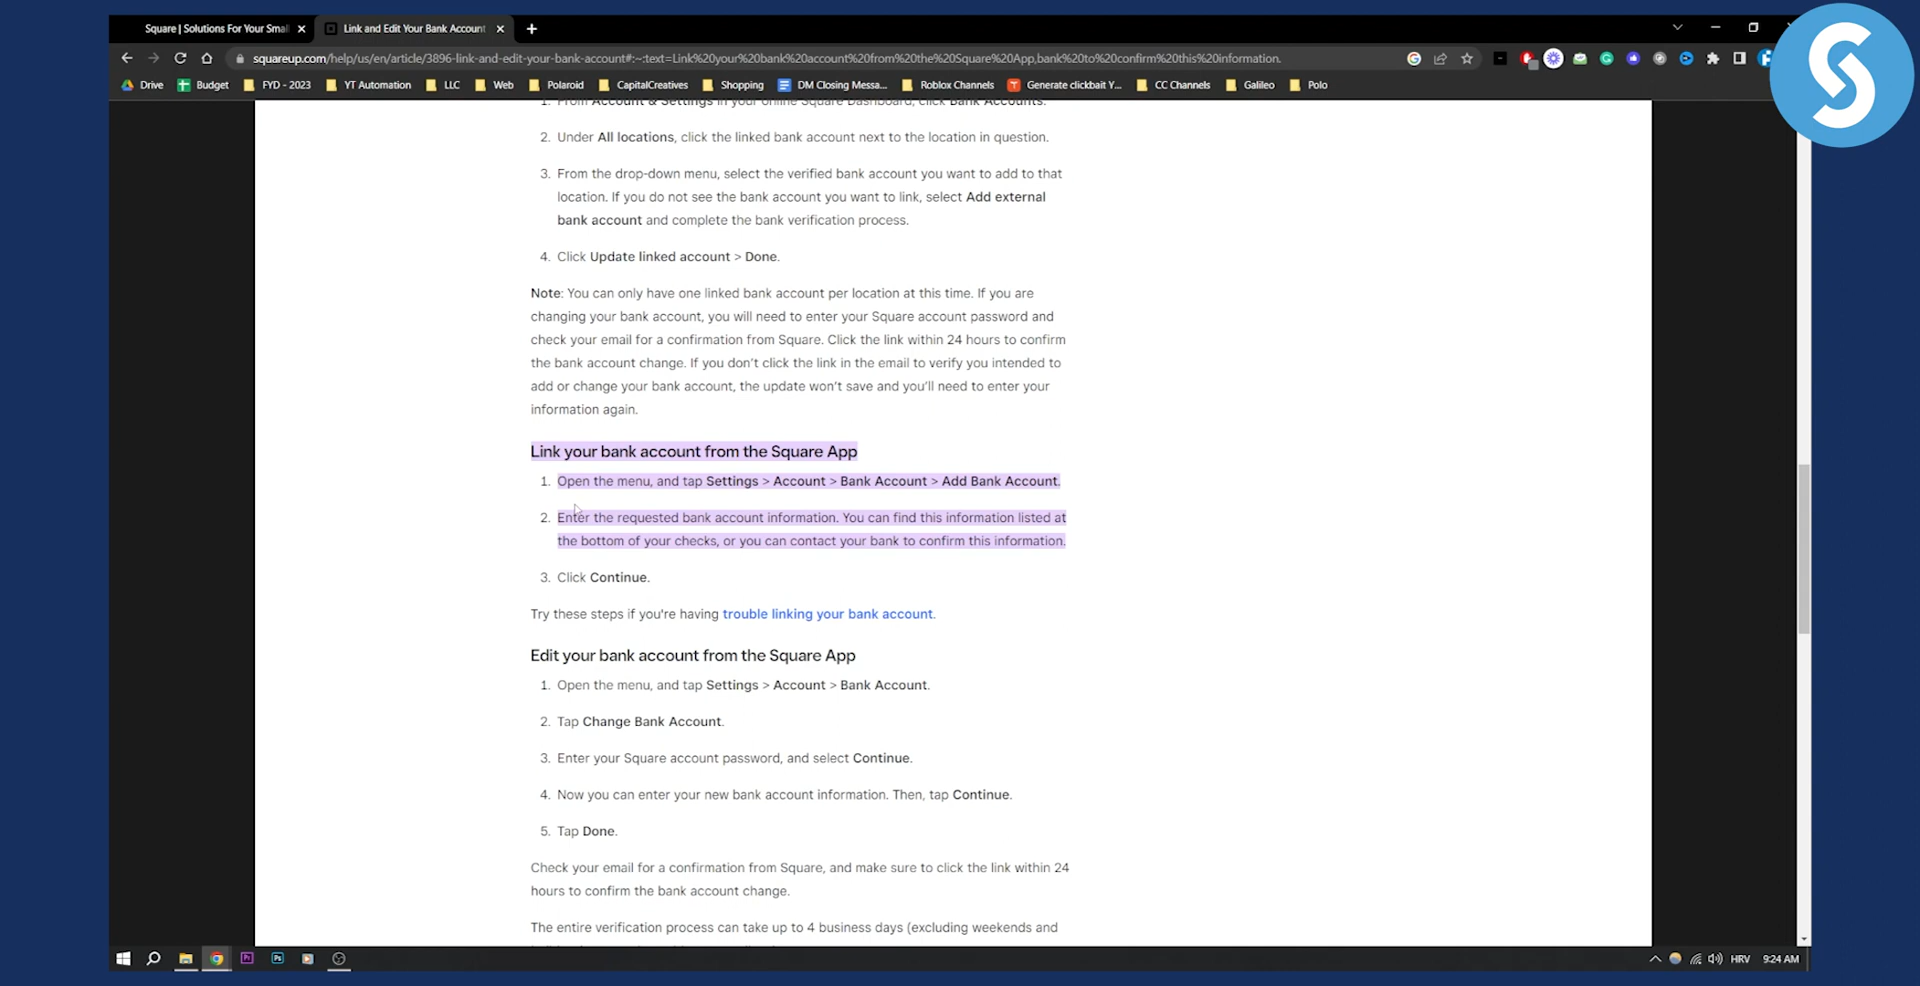 Square | Solutions For Your Smal
Link and Edit Your Bank Account
squareup.com/help/us/en/article/3896-link-and-edit-your-bank-account#:~:text=Link%20your%20bank%20account%20from%20the%20Square%20App,bank%20to%20confirm%20this%20information.
Drive
Budget
FYD - 2023
YT Automation
LLC
Web
Polaroid
CapitalCreatives
Shopping
DM Closing Messa...
Roblox Channels
Generate clickbait Y...
CC Channels
Galileo
Polo
1. From Account & Settings in your online Square Dashboard, click Bank Accounts.
2. Under All locations, click the linked bank account next to the location in question.
3. From the drop-down menu, select the verified bank account you want to add to that
location. If you do not see the bank account you want to link, select Add external
bank account and complete the bank verification process.
4. Click Update linked account > Done.
Note: You can only have one linked bank account per location at this time. If you are
changing your bank account, you will need to enter your Square account password and
check your email for a confirmation from Square. Click the link within 24 hours to confirm
the bank account change. If you don't click the link in the email to verify you intended to
add or change your bank account, the update won't save and you'll need to enter your
information again.
Link your bank account from the Square App
1. Open the menu, and tap Settings > Account > Bank Account > Add Bank Account.
2. Enter the requested bank account information. You can find this information listed at
the bottom of your checks, or you can contact your bank to confirm this information.
3. Click Continue.
Try these steps if you're having trouble linking your bank account.
Edit your bank account from the Square App
1. Open the menu, and tap Settings > Account > Bank Account.
2. Tap Change Bank Account.
3. Enter your Square account password, and select Continue.
4. Now you can enter your new bank account information. Then, tap Continue.
5. Tap Done.
Check your email for a confirmation from Square, and make sure to click the link within 24
hours to confirm the bank account change.
The entire verification process can take up to 4 business days (excluding weekends and
HRV
9:24 AM